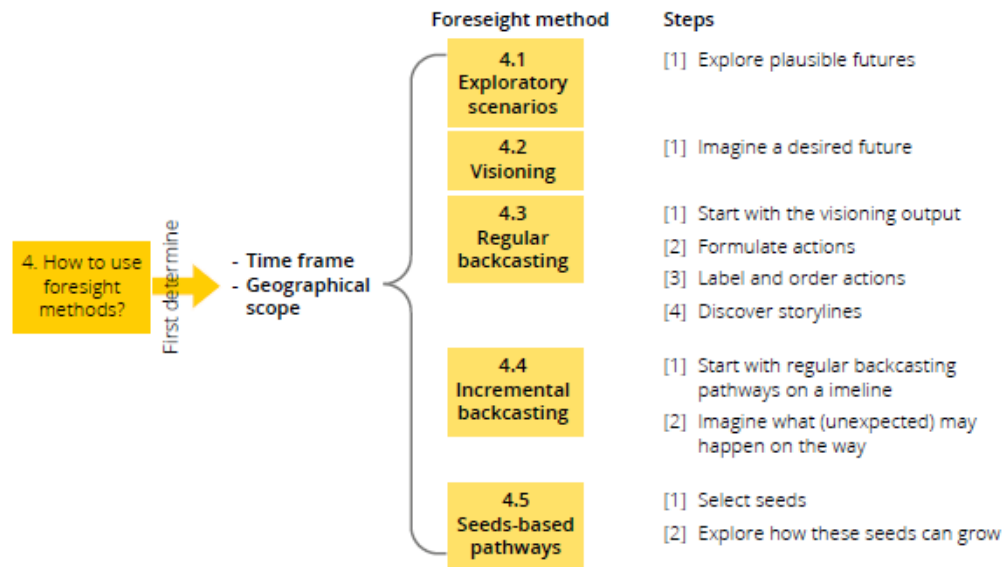 Foreseight method
Steps
4. How to use
foresight
methods?
First determine
- Time frame
- Geographical
scope
4.1
Exploratory
scenarios
[1] Explore plausible futures
4.2
Visioning
[1] Imagine a desired future
4.3
Regular
backcasting
[1] Start with the visioning output
[2] Formulate actions
[3] Label and order actions
[4] Discover storylines
4.4
Incremental
backcasting
[1] Start with regular backcasting
pathways on a imeline
[2] Imagine what (unexpected) may
happen on the way
4.5
Seeds-based
pathways
[1] Select seeds
[2] Explore how these seeds can grow